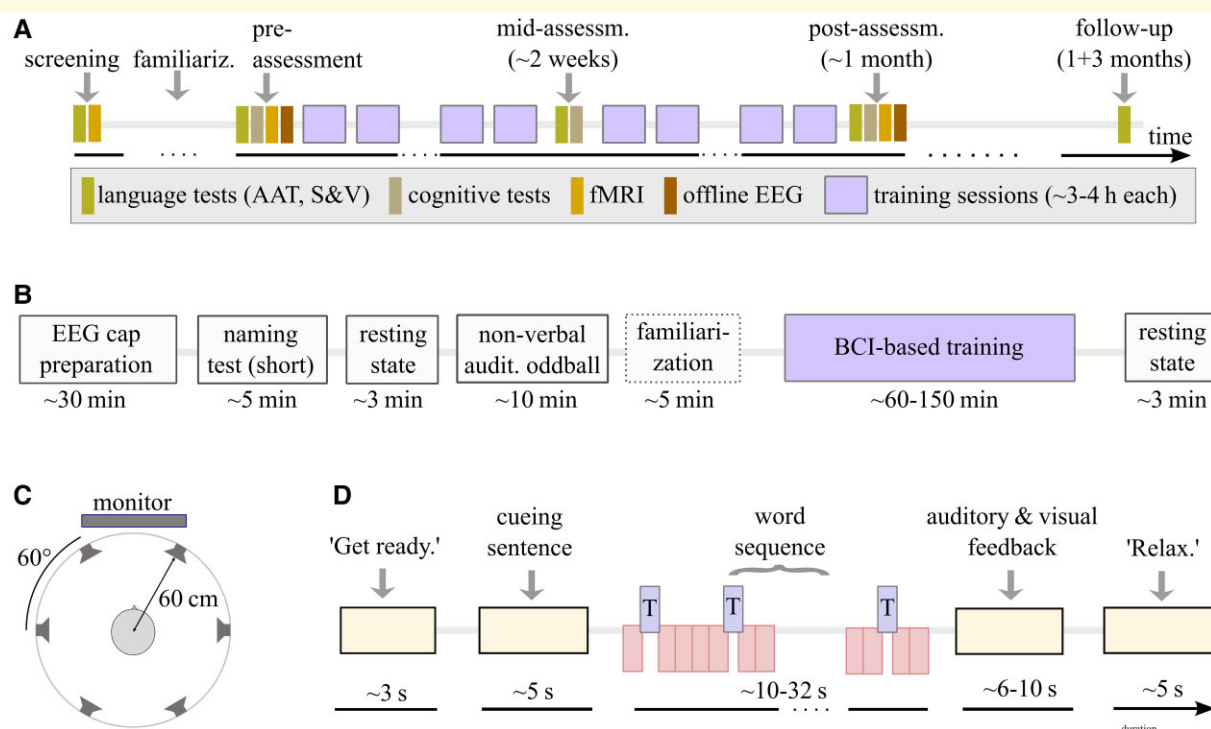 A
screening
familiariz.
pre-
assessment
mid-assessm.
(~2 weeks)
post-assessm.
(~1 month)
follow-up
(1+3 months)
time
language tests (AAT, S&V)
cognitive tests
fMRI
offline EEG
training sessions (~3-4 h each)
B
EEG cap
preparation
~30 min
naming
test (short)
~5 min
resting
state
~3 min
non-verbal
audit. oddball
~10 min
familiari-
zation
~5 min
BCI-based training
~60-150 min
resting
state
~3 min
C
monitor
60°
60 cm
D
'Get ready.'
cueing
sentence
word
sequence
auditory & visual
feedback
'Relax.'
T
T
T
~3 s
~5 s
~10-32 s
~6-10 s
~5 s
duration